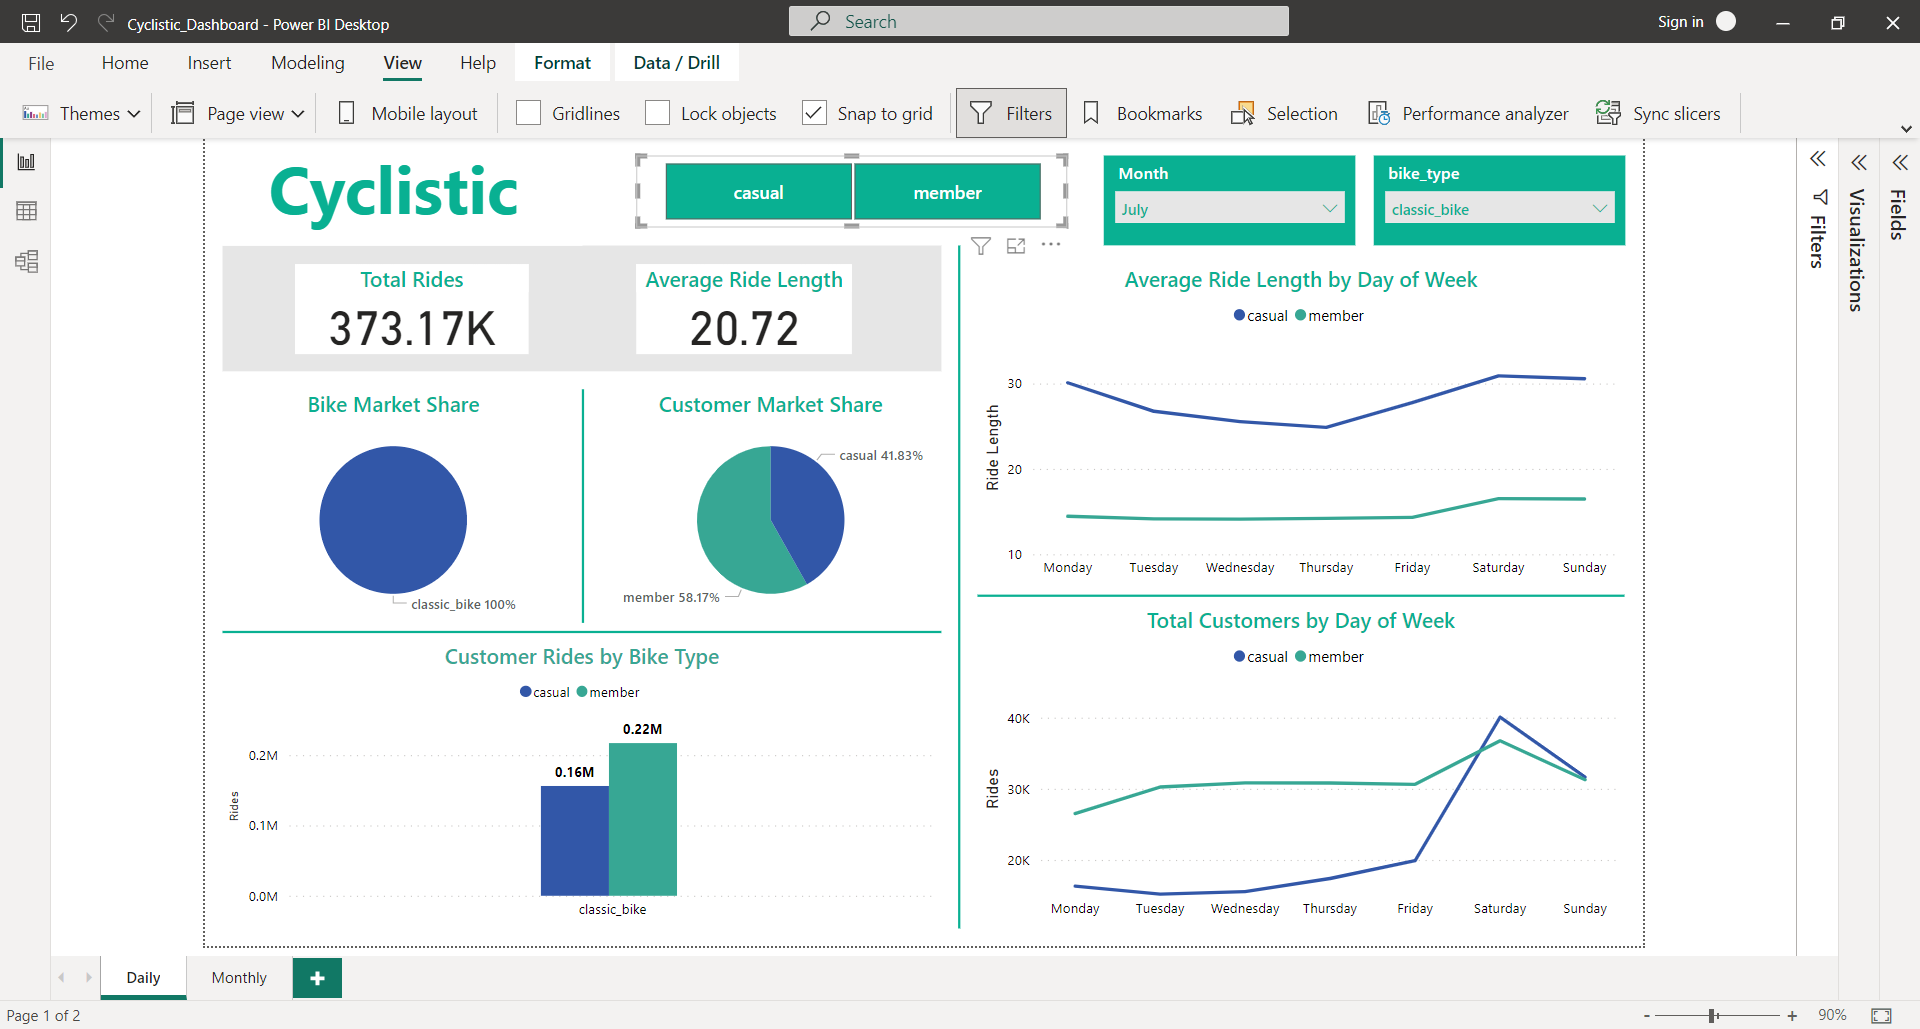 Cyclistic_Dashboard - Power BI Desktop
Search
Sign in
File Home Insert Modeling View Help Format Data / Drill
Themes Page view Mobile layout Gridlines Lock objects Snap to grid Filters Bookmarks Selection Performance analyzer Sync slicers
Cyclistic
casual member
Month
July
bike_type
classic_bike
Filters
Visualizations
Fields
Total Rides
373.17K
Average Ride Length
20.72
Bike Market Share
classic_bike 100%
Customer Market Share
casual 41.83%
member 58.17%
Customer Rides by Bike Type
casual member
0.22M
0.2M
0.16M
Rides
0.1M
0.0M
classic_bike
Average Ride Length by Day of Week
casual member
Ride Length
30
20
10
Monday Tuesday Wednesday Thursday Friday Saturday Sunday
Total Customers by Day of Week
casual member
Rides
40K
30K
20K
Monday Tuesday Wednesday Thursday Friday Saturday Sunday
Daily Monthly +
Page 1 of 2
- + 90%